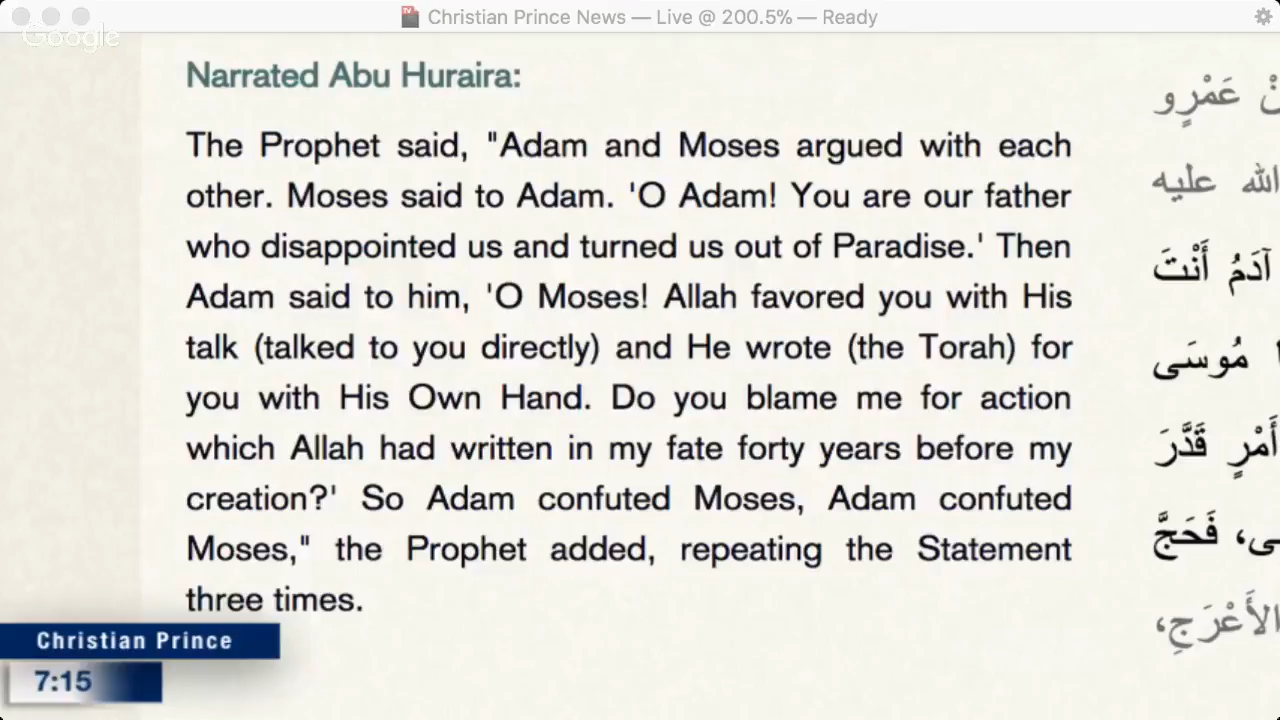 Christian Prince News — Live @ 200.5% — Ready
Google
Narrated Abu Huraira:
The Prophet said, "Adam and Moses argued with each
other. Moses said to Adam. 'O Adam! You are our father
who disappointed us and turned us out of Paradise.' Then
Adam said to him, 'O Moses! Allah favored you with His
talk (talked to you directly) and He wrote (the Torah) for
you with His Own Hand. Do you blame me for action
which Allah had written in my fate forty years before my
creation?' So Adam confuted Moses, Adam confuted
Moses," the Prophet added, repeating the Statement
three times.
عَمْرٍو
الله عليه
آدَمُ أَنْتَ
مُوسَى
أَمْرٍ قَدَّرَ
فَحَجَّ
الأَعْرَجِ،
Christian Prince
7:15